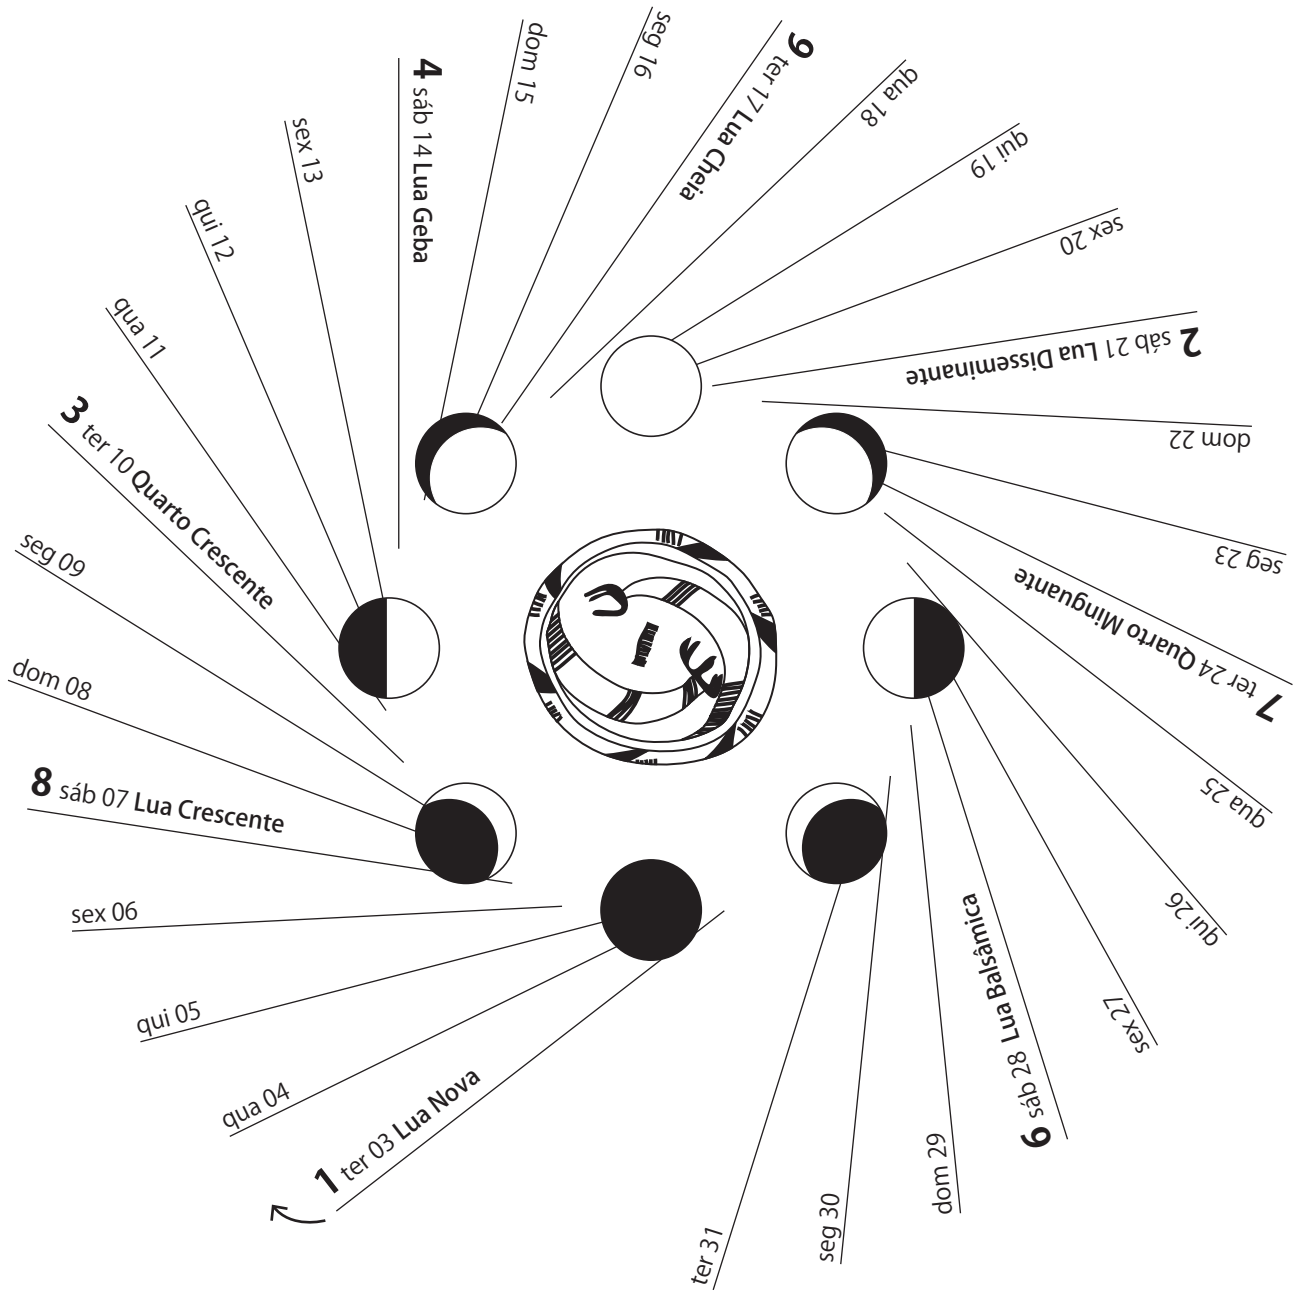 1 ter 03 Lua Nova
qua 04
qui 05
sex 06
8 sáb 07 Lua Crescente
dom 08
seg 09
3 ter 10 Quarto Crescente
qua 11
qui 12
sex 13
4 sáb 14 Lua Geba
dom 15
seg 16
9 ter 17 Lua Cheia
qua 18
qui 19
sex 20
2 sáb 21 Lua Disseminante
dom 22
seg 23
7 ter 24 Quarto Minguante
qua 25
qui 26
sex 27
6 sáb 28 Lua Balsâmica
dom 29
seg 30
ter 31